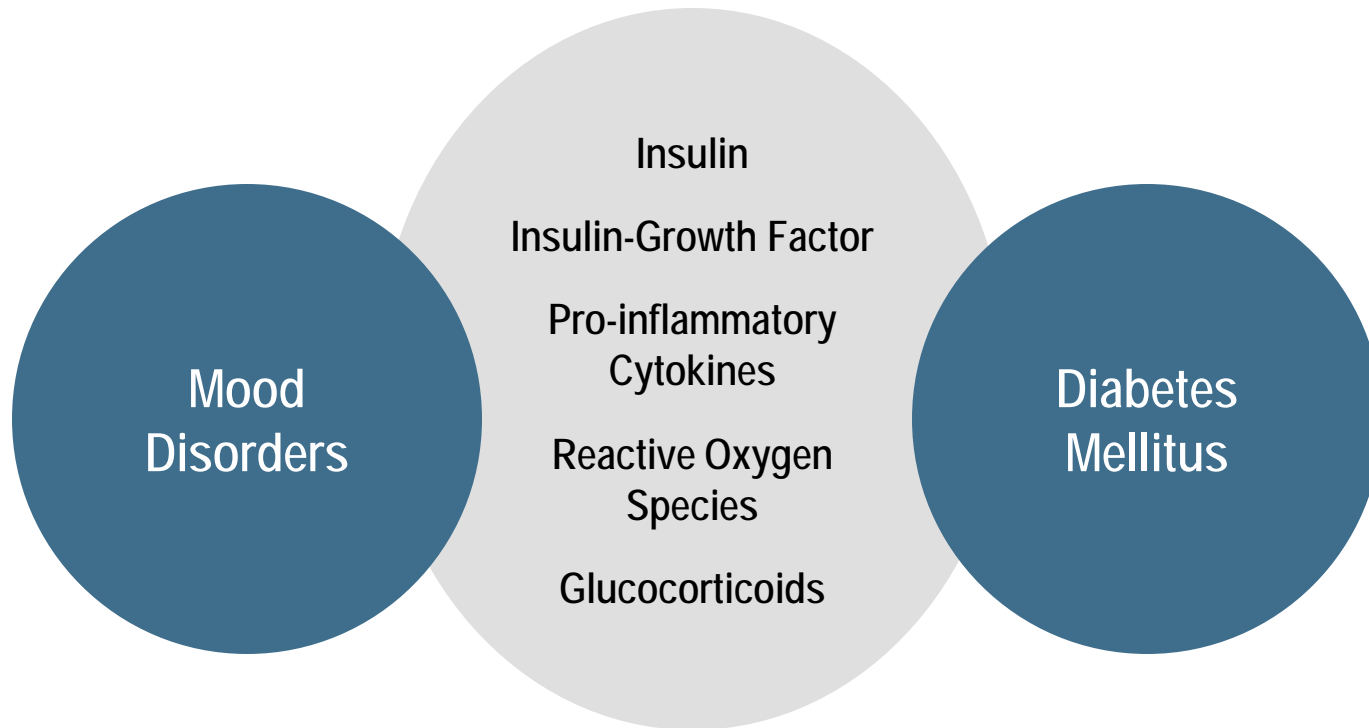 Mood
Disorders
Insulin
Insulin-Growth Factor
Pro-inflammatory
Cytokines
Reactive Oxygen
Species
Glucocorticoids
Diabetes
Mellitus